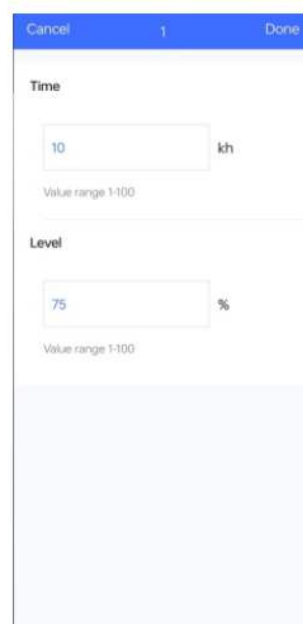 Cancel 1 Done
Time
10 kh
Value range 1-100
Level
75 %
Value range 1-100